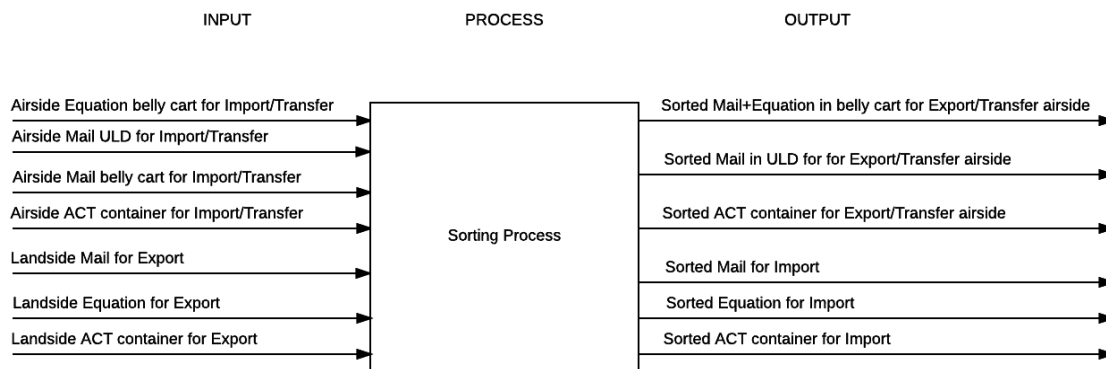 INPUT
PROCESS
OUTPUT
Airside Equation belly cart for Import/Transfer
Airside Mail ULD for Import/Transfer
Airside Mail belly cart for Import/Transfer
Airside ACT container for Import/Transfer
Landside Mail for Export
Landside Equation for Export
Landside ACT container for Export
Sorting Process
Sorted Mail+Equation in belly cart for Export/Transfer airside
Sorted Mail in ULD for for Export/Transfer airside
Sorted ACT container for Export/Transfer airside
Sorted Mail for Import
Sorted Equation for Import
Sorted ACT container for Import